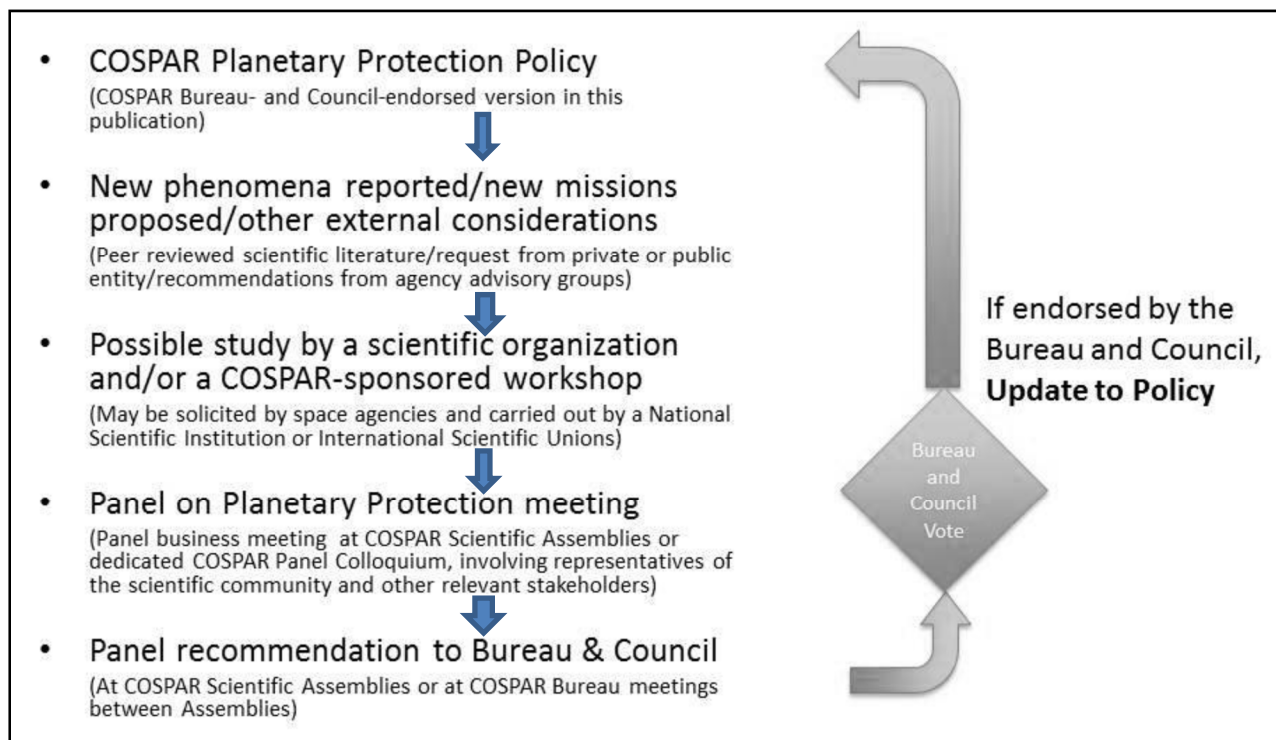 • COSPAR Planetary Protection Policy
(COSPAR Bureau- and Council-endorsed version in this
publication)
• New phenomena reported/new missions
proposed/other external considerations
(Peer reviewed scientific literature/request from private or public
entity/recommendations from agency advisory groups)
• Possible study by a scientific organization
and/or a COSPAR-sponsored workshop
(May be solicited by space agencies and carried out by a National
Scientific Institution or International Scientific Unions)
• Panel on Planetary Protection meeting
(Panel business meeting at COSPAR Scientific Assemblies or
dedicated COSPAR Panel Colloquium, involving representatives of
the scientific community and other relevant stakeholders)
• Panel recommendation to Bureau & Council
(At COSPAR Scientific Assemblies or at COSPAR Bureau meetings
between Assemblies)
If endorsed by the
Bureau and Council,
Update to Policy
Bureau
and
Council
Vote